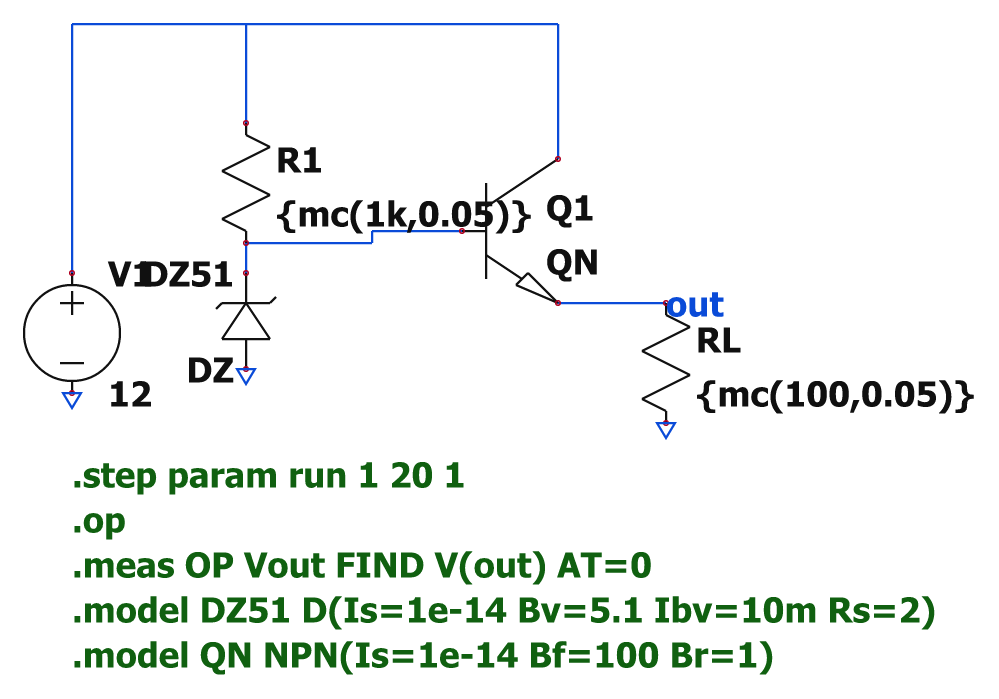 R1
{mc(1k,0.05)}
Q1
QN
V1
DZ51
DZ
12
out
RL
{mc(100,0.05)}
.step param run 1 20 1
.op
.meas OP Vout FIND V(out) AT=0
.model DZ51 D(Is=1e-14 Bv=5.1 Ibv=10m Rs=2)
.model QN NPN(Is=1e-14 Bf=100 Br=1)